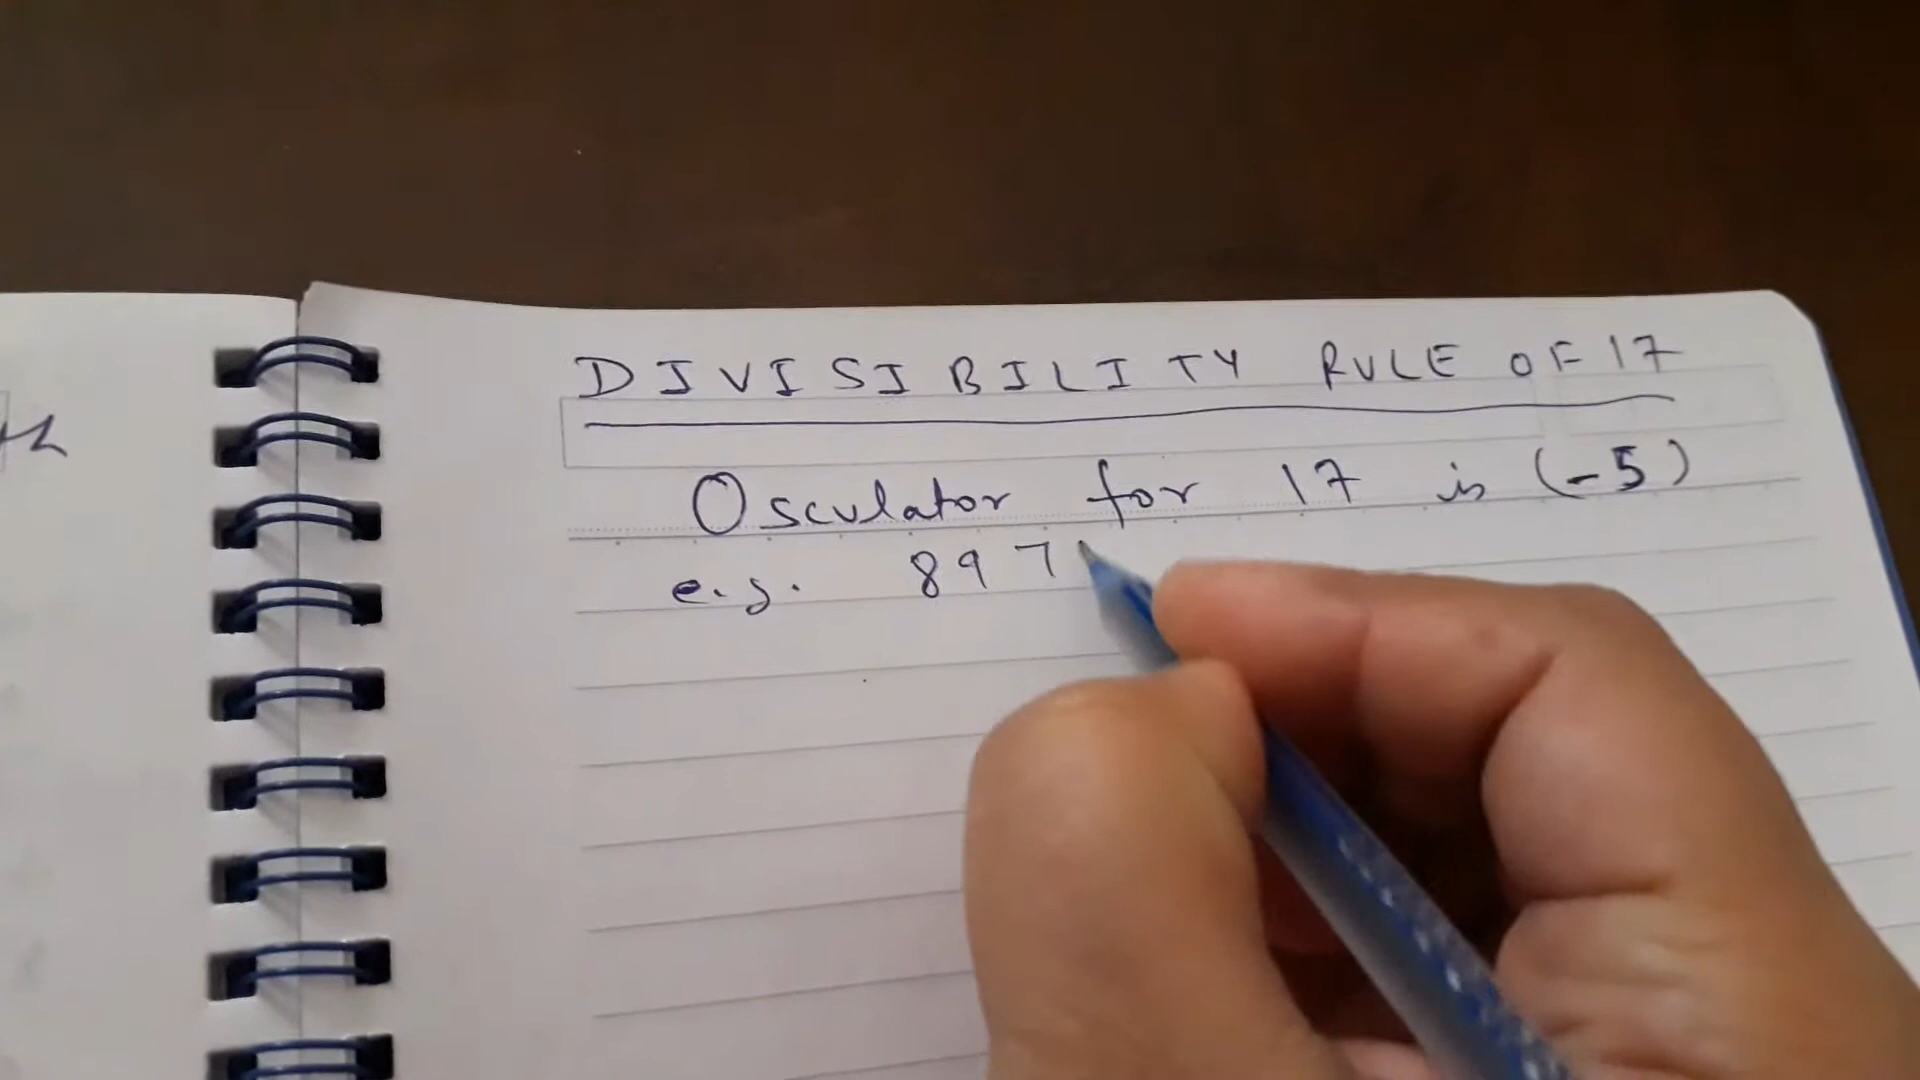 DIVISIBILITY RULE OF 17
Osculator for 17 is (-5)
e.g. 897